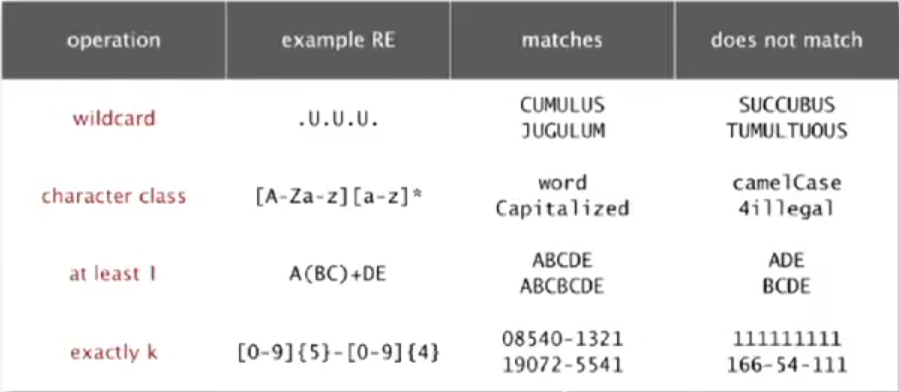 operation example RE matches does not match
wildcard .U.U.U. CUMULUS SUCCUBUS
JUGULUM TUMULTUOUS
character class [A-Za-z][a-z]* word camelCase
Capitalized 4illegal
at least 1 A(BC)+DE ABCDE ADE
ABCBCDE BCDE
exactly k [0-9]{5}-[0-9]{4} 08540-1321 111111111
19072-5541 166-54-111